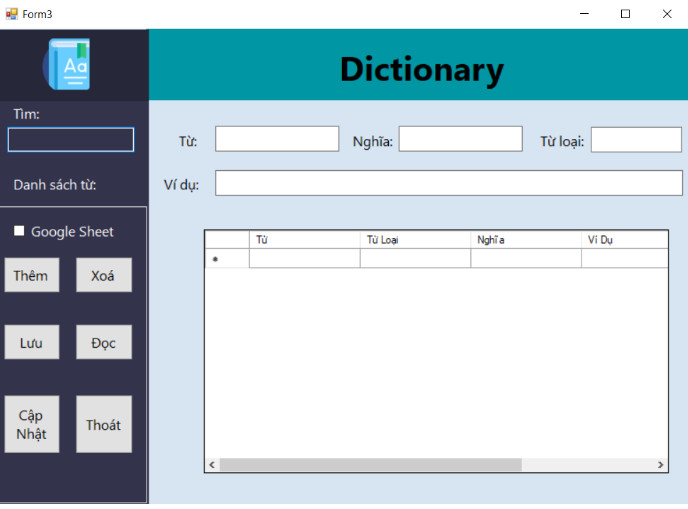 Form3
Aa
Dictionary
Tìm:
Danh sách từ:
Google Sheet
Thêm
Xoá
Lưu
Đọc
Cập
Nhật
Thoát
Từ:
Nghĩa:
Từ loại:
Ví dụ:
Từ
Từ Loại
Nghĩa
Ví Dụ